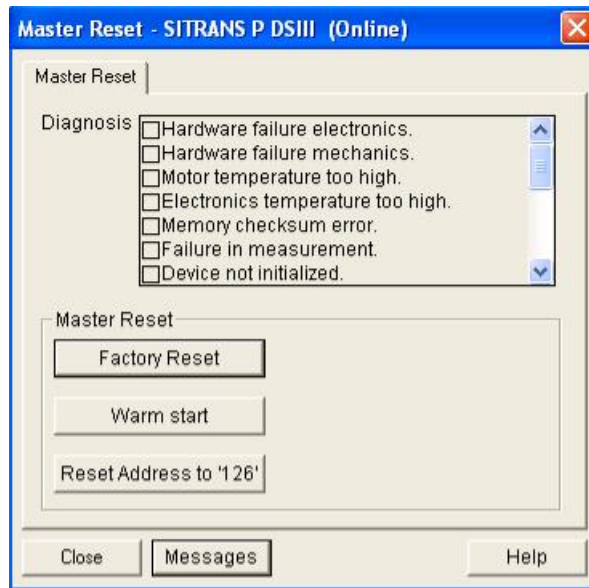 Master Reset - SITRANS P DSIII (Online)
Master Reset
Diagnosis
Hardware failure electronics.
Hardware failure mechanics.
Motor temperature too high.
Electronics temperature too high.
Memory checksum error.
Failure in measurement.
Device not initialized.
Master Reset
Factory Reset
Warm start
Reset Address to '126'
Close
Messages
Help